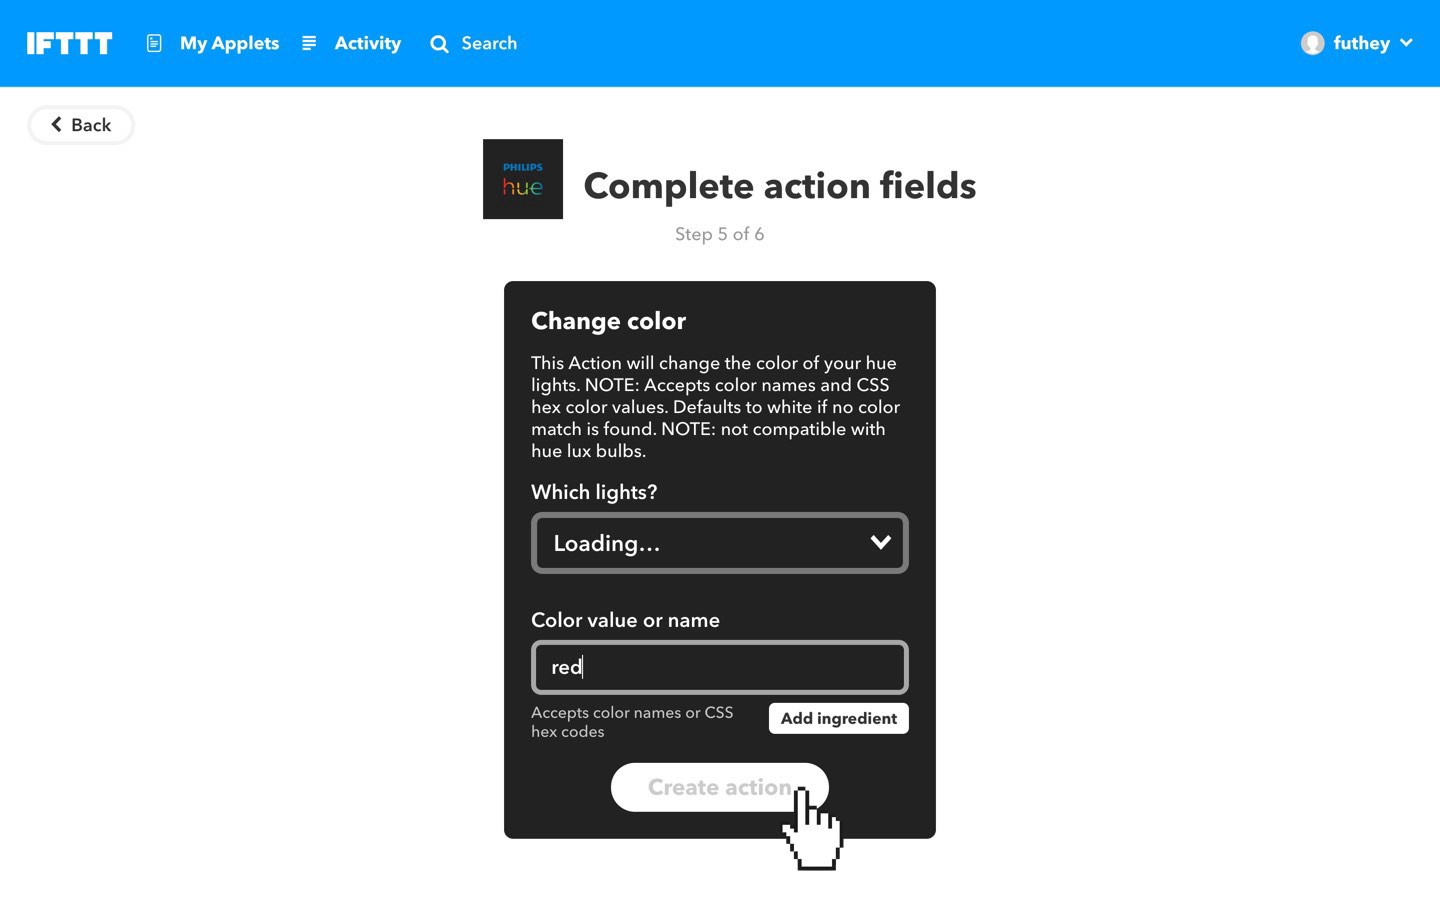 IFTTT My Applets Activity Search futhey
Back
PHILIPS
hue
Complete action fields
Step 5 of 6
Change color
This Action will change the color of your hue
lights. NOTE: Accepts color names and CSS
hex color values. Defaults to white if no color
match is found. NOTE: not compatible with
hue lux bulbs.
Which lights?
Loading...
Color value or name
red
Accepts color names or CSS
hex codes
Add ingredient
Create action